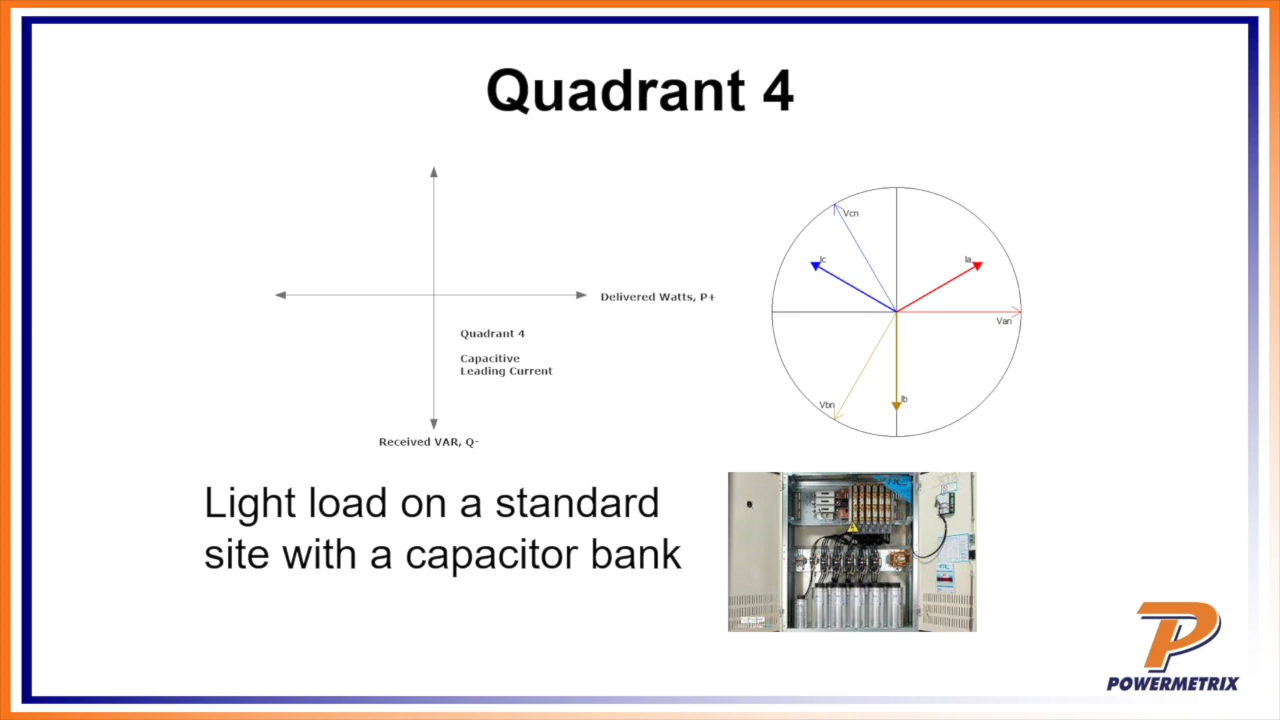 Quadrant 4
Delivered Watts, P+
Quadrant 4
Capacitive
Leading Current
Received VAR, Q-
Vcn
Ic
Ia
Van
Vbn
Ib
Light load on a standard
site with a capacitor bank
POWERMETRIX